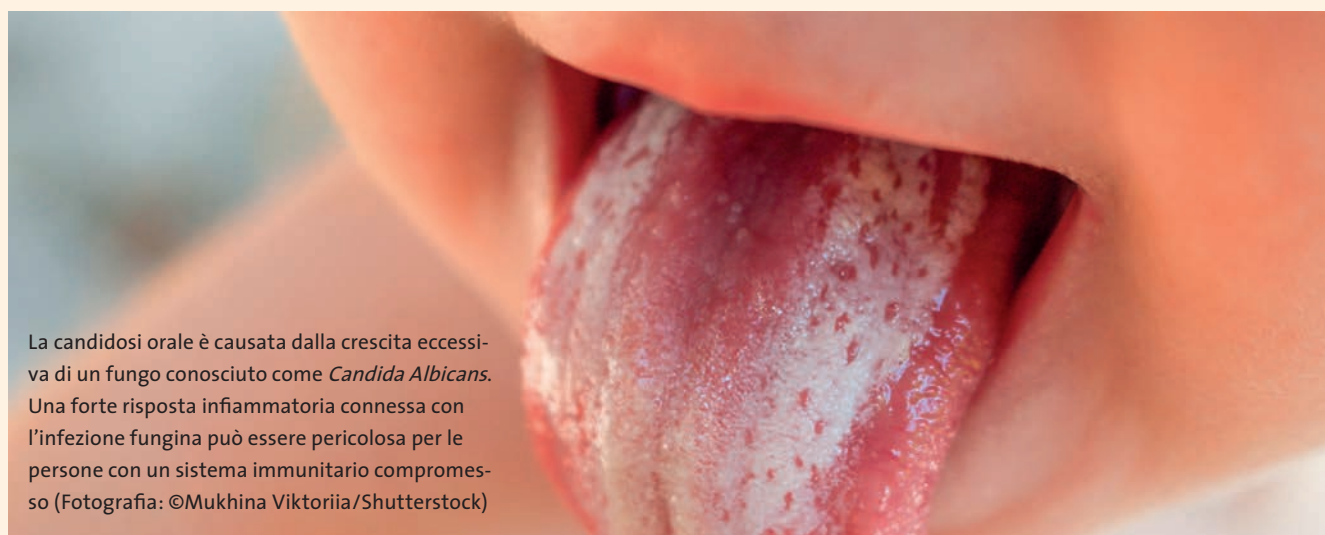 La candidosi orale è causata dalla crescita eccessi-
va di un fungo conosciuto come Candida Albicans.
Una forte risposta infiammatoria connessa con
l’infezione fungina può essere pericolosa per le
persone con un sistema immunitario compromes-
so (Fotografia: ©Mukhina Viktoriia/Shutterstock)